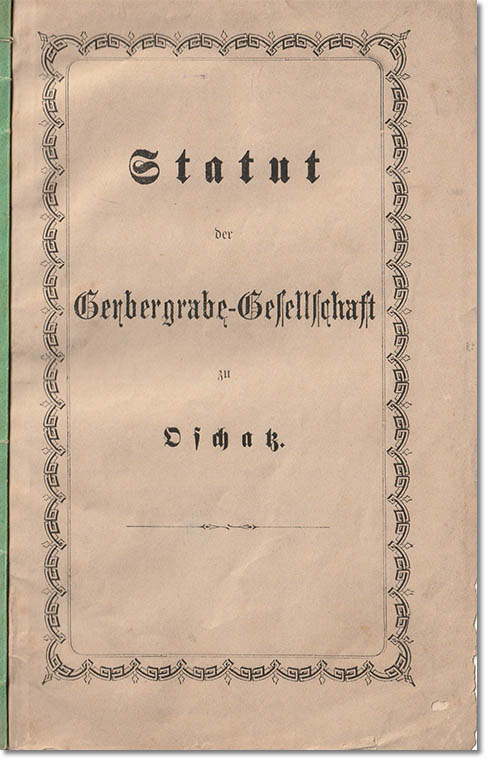 Statut
der
Gerbergrabe-Gesellschaft
zu
Oschatz.